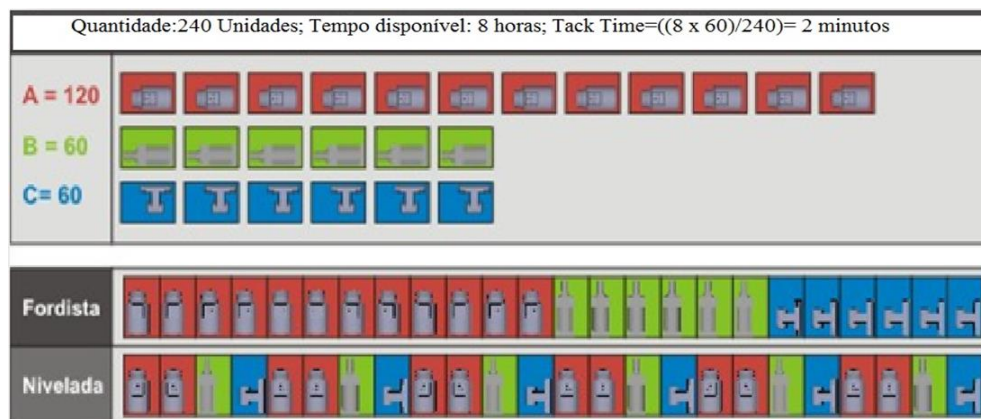 Quantidade:240 Unidades; Tempo disponível: 8 horas; Tack Time=((8 x 60)/240)= 2 minutos
A = 120
B = 60
C= 60
Fordista
Nivelada